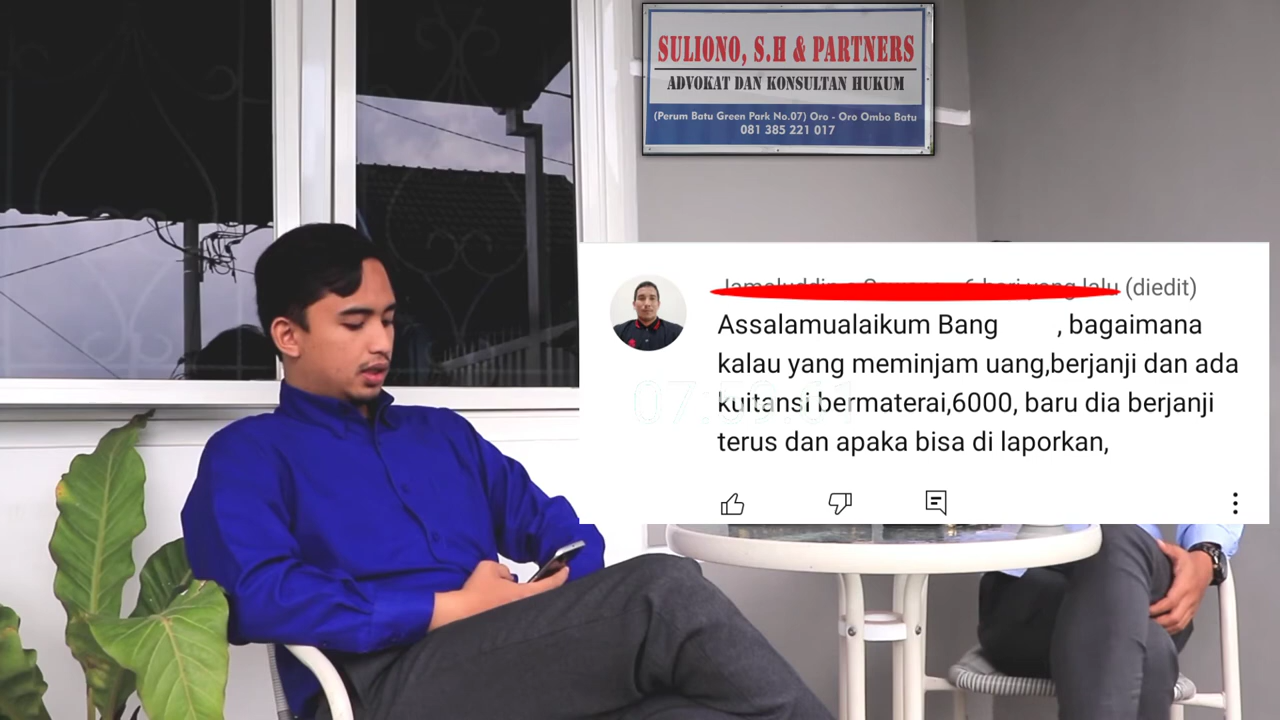 SULIONO, S.H & PARTNERS
ADVOKAT DAN KONSULTAN HUKUM
(Perum Batu Green Park No.07) Oro - Oro Ombo Batu
081 385 221 017
(diedit)
Assalamualaikum Bang , bagaimana
kalau yang meminjam uang,berjanji dan ada
kuitansi bermaterai,6000, baru dia berjanji
terus dan apaka bisa di laporkan,